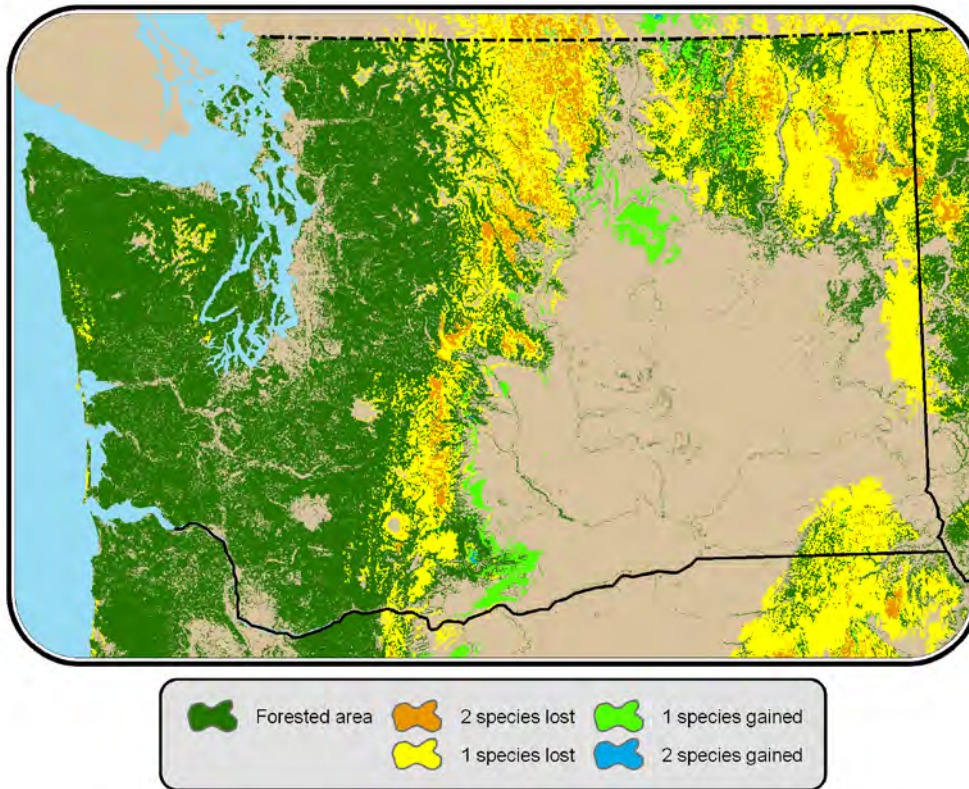 Forested area
2 species lost
1 species gained
1 species lost
2 species gained